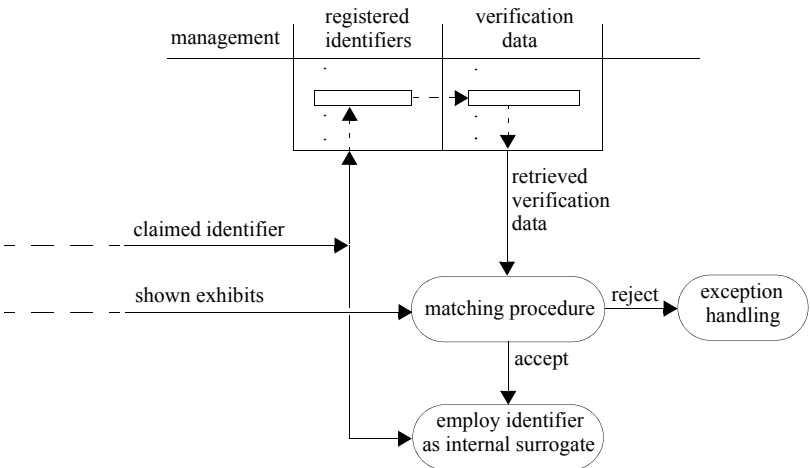 management
registered
identifiers
verification
data
retrieved
verification
data
claimed identifier
shown exhibits
matching procedure
reject
exception
handling
accept
employ identifier
as internal surrogate